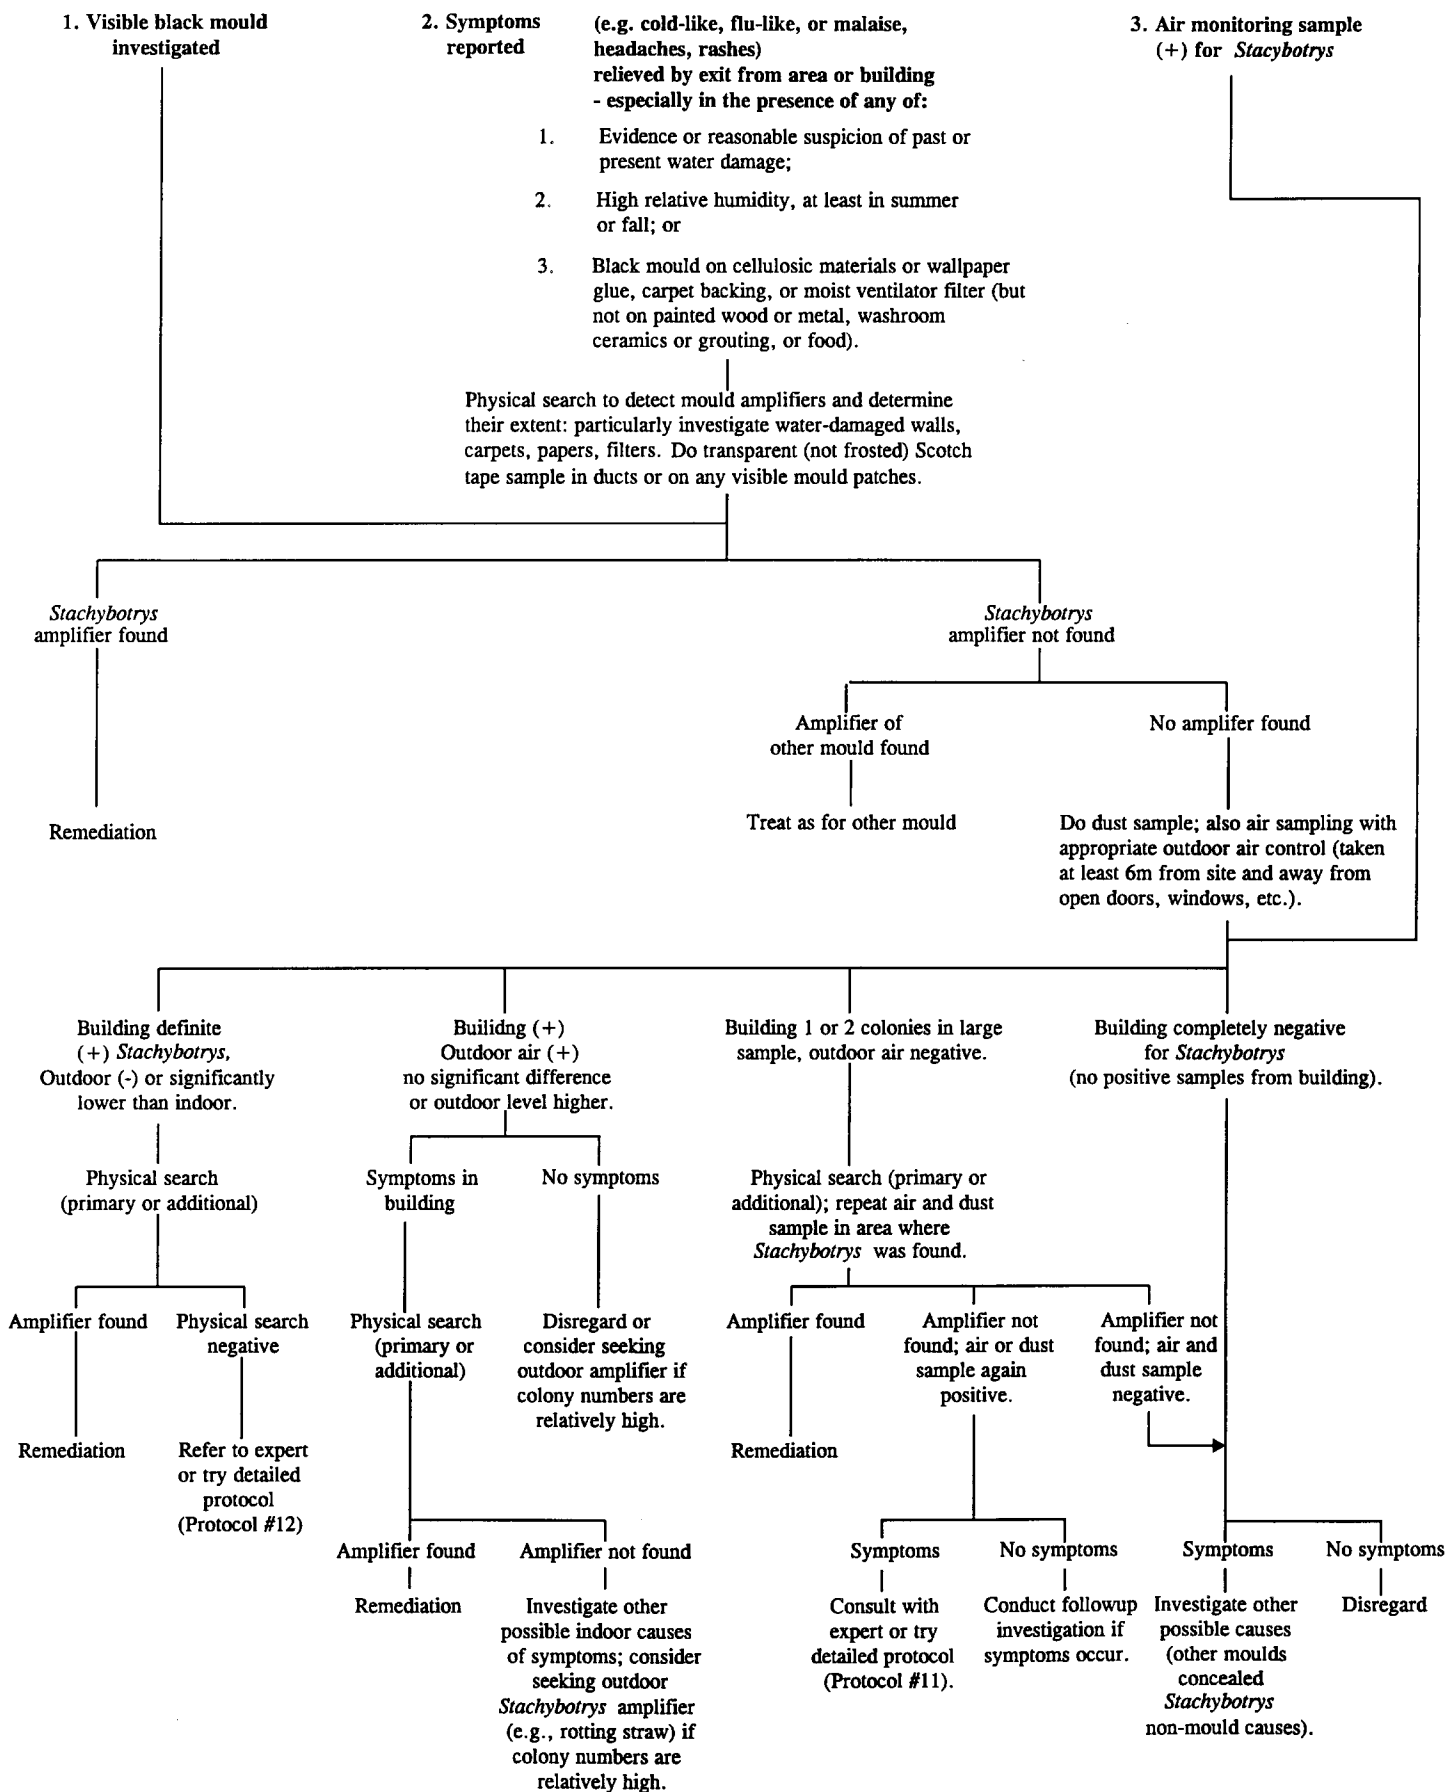 1. Visible black mould
investigated
2. Symptoms
reported
(e.g. cold-like, flu-like, or malaise,
headaches, rashes)
relieved by exit from area or building
- especially in the presence of any of:
1. Evidence or reasonable suspicion of past or
present water damage;
2. High relative humidity, at least in summer
or fall; or
3. Black mould on cellulosic materials or wallpaper
glue, carpet backing, or moist ventilator filter (but
not on painted wood or metal, washroom
ceramics or grouting, or food).
3. Air monitoring sample
(+) for Stacybotrys
Physical search to detect mould amplifiers and determine
their extent: particularly investigate water-damaged walls,
carpets, papers, filters. Do transparent (not frosted) Scotch
tape sample in ducts or on any visible mould patches.
Stachybotrys
amplifier found
Remediation
Stachybotrys
amplifier not found
Amplifier of
other mould found
Treat as for other mould
No amplifer found
Do dust sample; also air sampling with
appropriate outdoor air control (taken
at least 6m from site and away from
open doors, windows, etc.).
Building definite
(+) Stachybotrys,
Outdoor (-) or significantly
lower than indoor.
Physical search
(primary or additional)
Amplifier found
Remediation
Physical search
negative
Refer to expert
or try detailed
protocol
(Protocol #12)
Builidng (+)
Outdoor air (+)
no significant difference
or outdoor level higher.
Symptoms in
building
Physical search
(primary or
additional)
No symptoms
Disregard or
consider seeking
outdoor amplifier if
colony numbers are
relatively high.
Amplifier found
Remediation
Amplifier not found
Investigate other
possible indoor causes
of symptoms; consider
seeking outdoor
Stachybotrys amplifier
(e.g., rotting straw) if
colony numbers are
relatively high.
Building 1 or 2 colonies in large
sample, outdoor air negative.
Physical search (primary or
additional); repeat air and dust
sample in area where
Stachybotrys was found.
Amplifier found
Remediation
Amplifier not
found; air or dust
sample again
positive.
Symptoms
Consult with
expert or try
detailed protocol
(Protocol #11).
No symptoms
Conduct followup
investigation if
symptoms occur.
Amplifier not
found; air and
dust sample
negative.
Building completely negative
for Stachybotrys
(no positive samples from building).
Symptoms
Investigate other
possible causes
(other moulds
concealed
Stachybotrys
non-mould causes).
No symptoms
Disregard